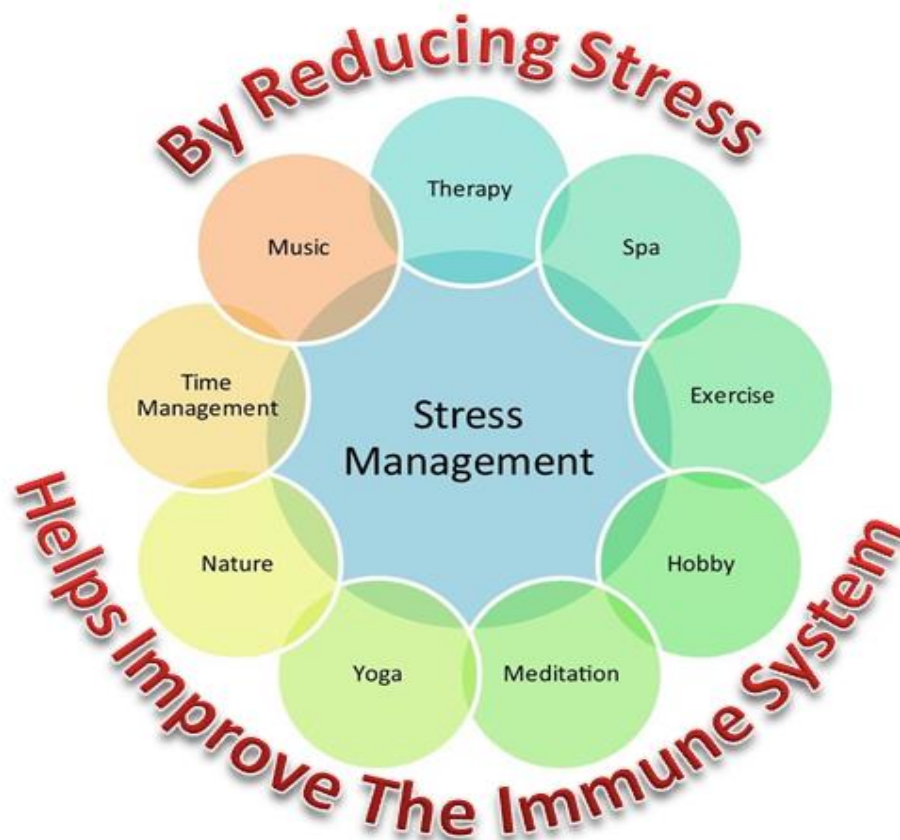 By Reducing Stress
Therapy
Spa
Exercise
Hobby
Meditation
Yoga
Nature
Time
Management
Music
Stress
Management
Helps Improve The Immune System